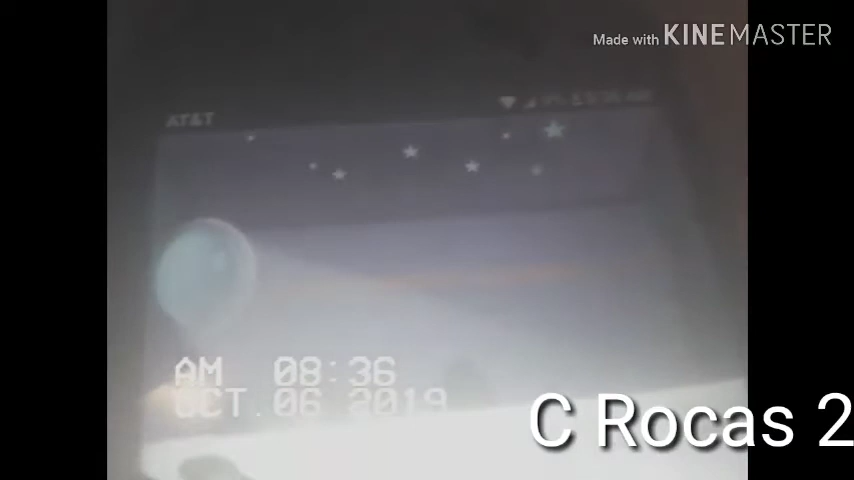 Made with KINEMASTER
AT&T
AM 08:36
OCT.06 2019
C Rocas 2